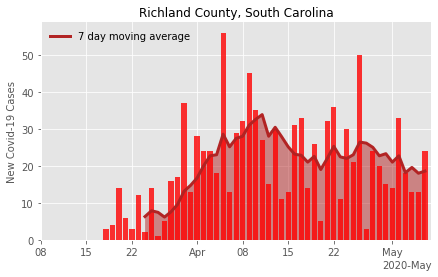 Richland County, South Carolina
7 day moving average
New Covid-19 Cases
50
40
30
20
10
0
08 15 22 Apr 08 15 22 May
2020-May